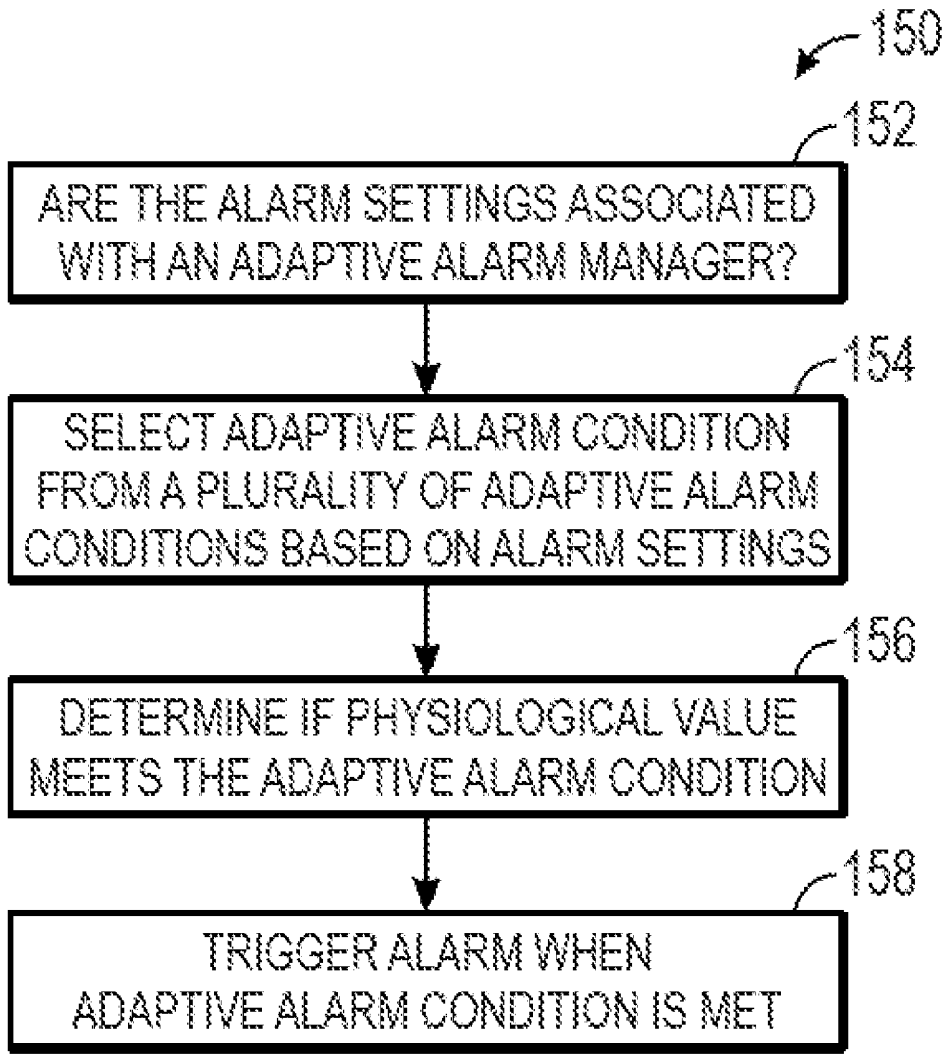 150
152
ARE THE ALARM SETTINGS ASSOCIATED
WITH AN ADAPTIVE ALARM MANAGER?
154
SELECT ADAPTIVE ALARM CONDITION
FROM A PLURALITY OF ADAPTIVE ALARM
CONDITIONS BASED ON ALARM SETTINGS
156
DETERMINE IF PHYSIOLOGICAL VALUE
MEETS THE ADAPTIVE ALARM CONDITION
158
TRIGGER ALARM WHEN
ADAPTIVE ALARM CONDITION IS MET